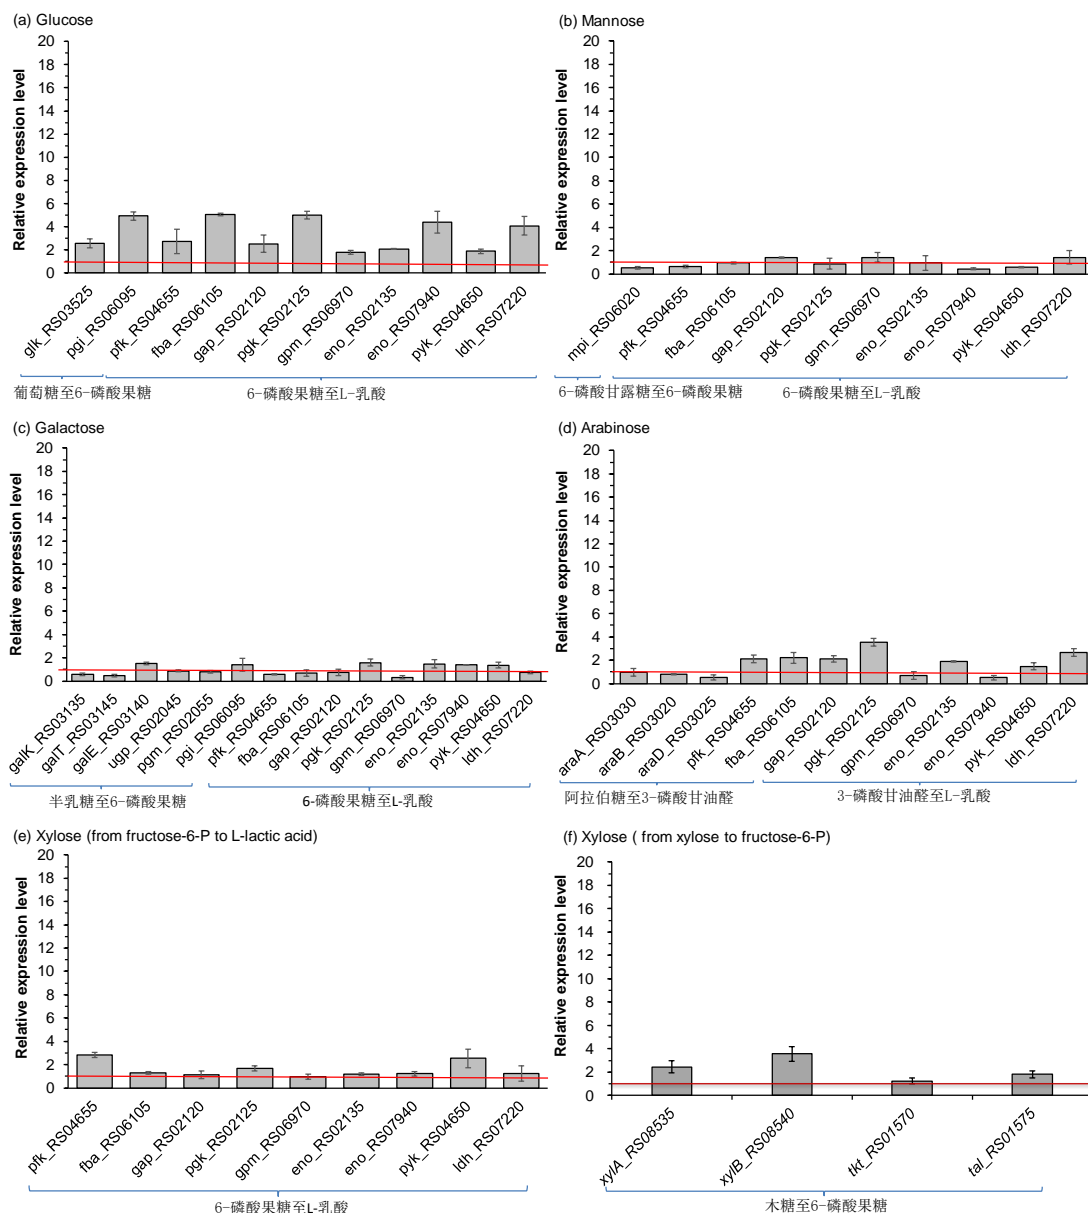 (a) Glucose
Relative expression level
20
18
16
14
12
10
8
6
4
2
0
glk_RS03525
pgi_RS06095
pfk_RS04655
fba_RS06105
gap_RS02120
pgk_RS02125
gpm_RS06970
eno_RS02135
eno_RS07940
pyk_RS04650
ldh_RS07220
葡萄糖至6-磷酸果糖
6-磷酸果糖至L-乳酸
(b) Mannose
Relative expression level
20
18
16
14
12
10
8
6
4
2
0
mpi_RS06020
pfk_RS04655
fba_RS06105
gap_RS02120
pgk_RS02125
gpm_RS06970
eno_RS02135
eno_RS07940
pyk_RS04650
ldh_RS07220
6-磷酸甘露糖至6-磷酸果糖
6-磷酸果糖至L-乳酸
(c) Galactose
Relative expression level
20
18
16
14
12
10
8
6
4
2
0
galK_RS03135
galT_RS03145
galE_RS03140
ugp_RS02045
pgm_RS02055
pgi_RS06095
pfk_RS04655
fba_RS06105
gap_RS02120
pgk_RS02125
gpm_RS06970
eno_RS02135
eno_RS07940
pyk_RS04650
ldh_RS07220
半乳糖至6-磷酸果糖
6-磷酸果糖至L-乳酸
(d) Arabinose
Relative expression level
20
18
16
14
12
10
8
6
4
2
0
araA_RS03030
araB_RS03020
araD_RS03025
pfk_RS04655
fba_RS06105
gap_RS02120
pgk_RS02125
gpm_RS06970
eno_RS02135
eno_RS07940
pyk_RS04650
ldh_RS07220
阿拉伯糖至3-磷酸甘油醛
3-磷酸甘油醛至L-乳酸
(e) Xylose (from fructose-6-P to L-lactic acid)
Relative expression level
20
18
16
14
12
10
8
6
4
2
0
pfk_RS04655
fba_RS06105
gap_RS02120
pgk_RS02125
gpm_RS06970
eno_RS02135
eno_RS07940
pyk_RS04650
ldh_RS07220
6-磷酸果糖至L-乳酸
(f) Xylose ( from xylose to fructose-6-P)
Relative expression level
20
18
16
14
12
10
8
6
4
2
0
xylA_RS08535
xylB_RS08540
tkt_RS01570
tal_RS01575
木糖至6-磷酸果糖